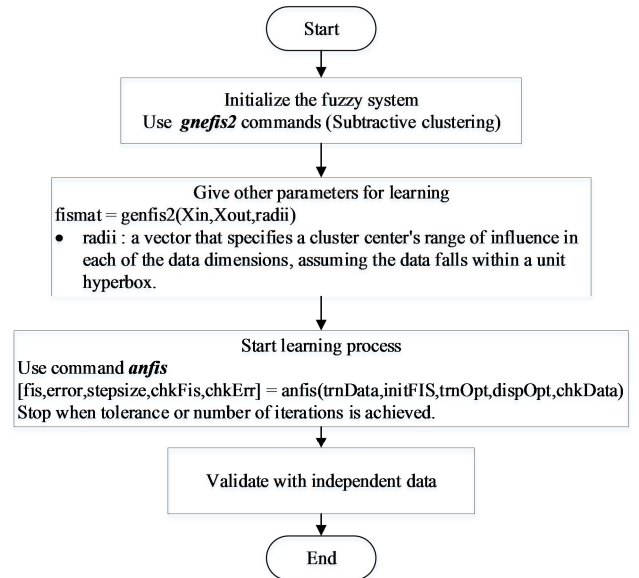 Start
Initialize the fuzzy system
Use gnefis2 commands (Subtractive clustering)
Give other parameters for learning
fismat = genfis2(Xin,Xout,radii)
• radii : a vector that specifies a cluster center's range of influence in
each of the data dimensions, assuming the data falls within a unit
hyperbox.
Start learning process
Use command anfis
[fis,error,stepsize,chkFis,chkErr] = anfis(trnData,initFIS,trnOpt,dispOpt,chkData)
Stop when tolerance or number of iterations is achieved.
Validate with independent data
End